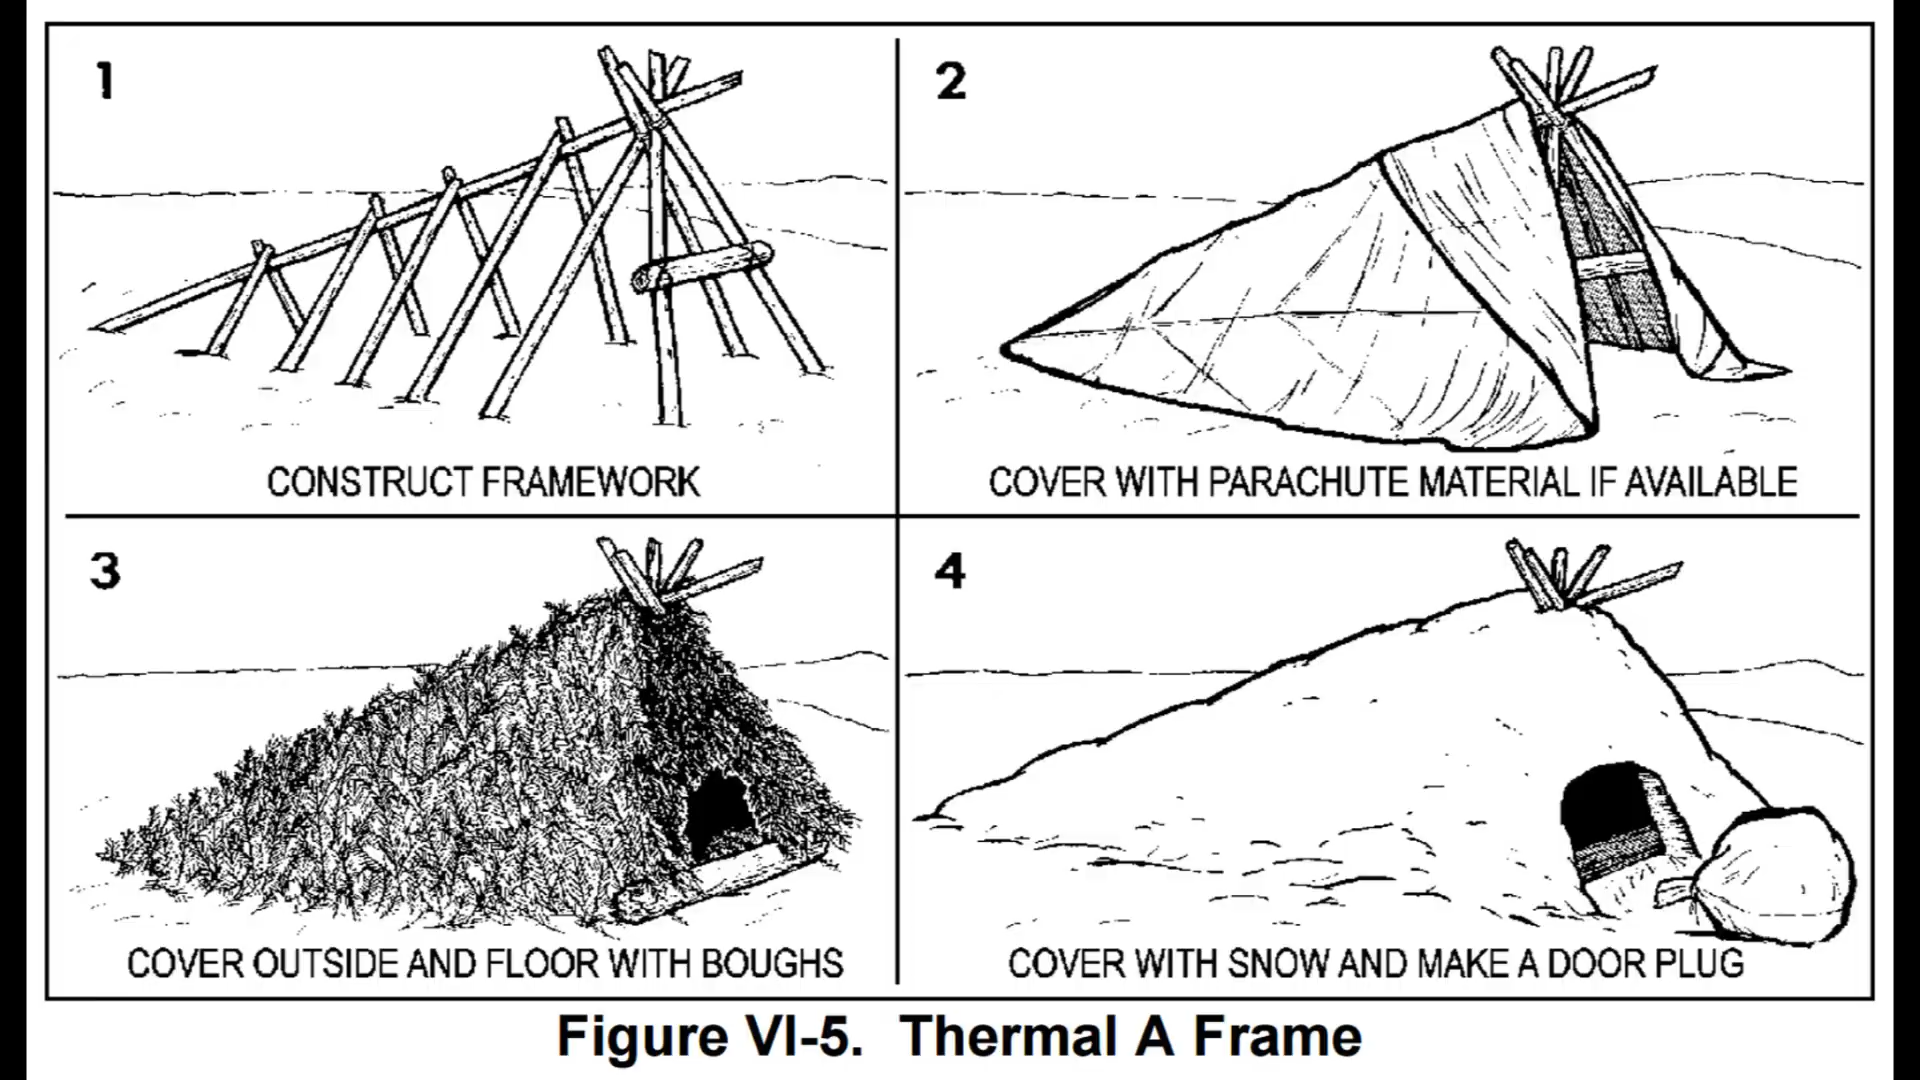 1
CONSTRUCT FRAMEWORK
2
COVER WITH PARACHUTE MATERIAL IF AVAILABLE
3
COVER OUTSIDE AND FLOOR WITH BOUGHS
4
COVER WITH SNOW AND MAKE A DOOR PLUG
Figure VI-5. Thermal A Frame